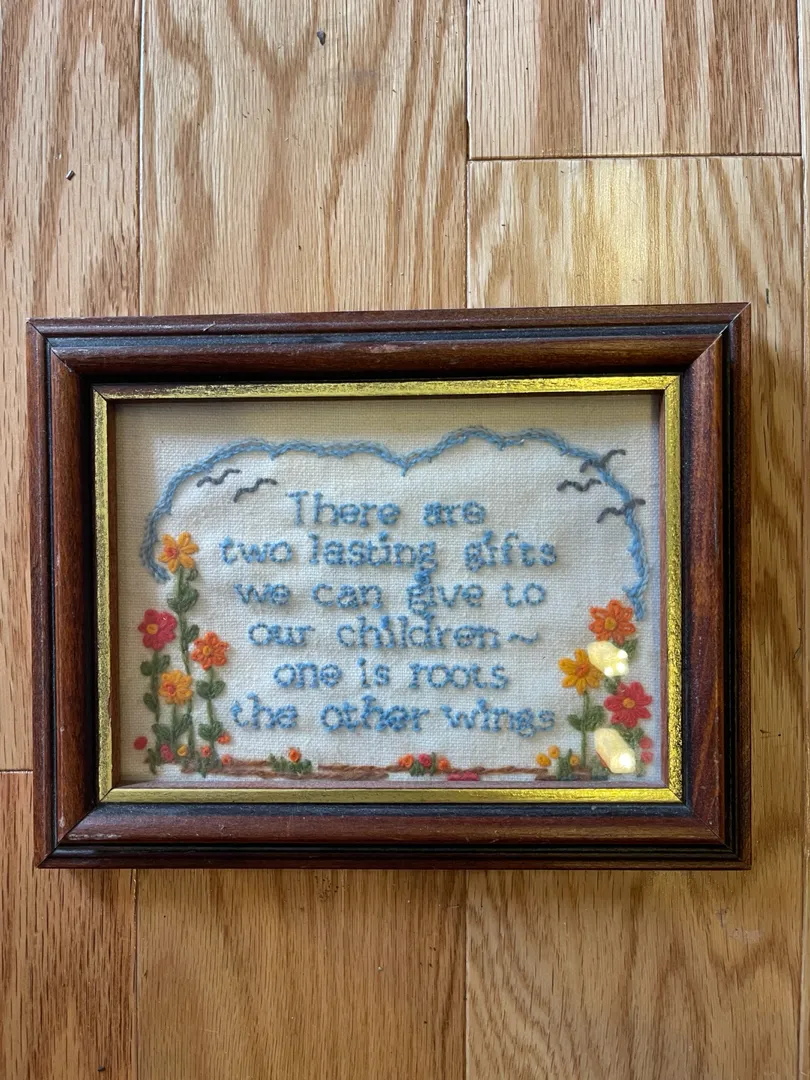 There are
two lasting gifts
we can give to
our children~
one is roots
the other wings